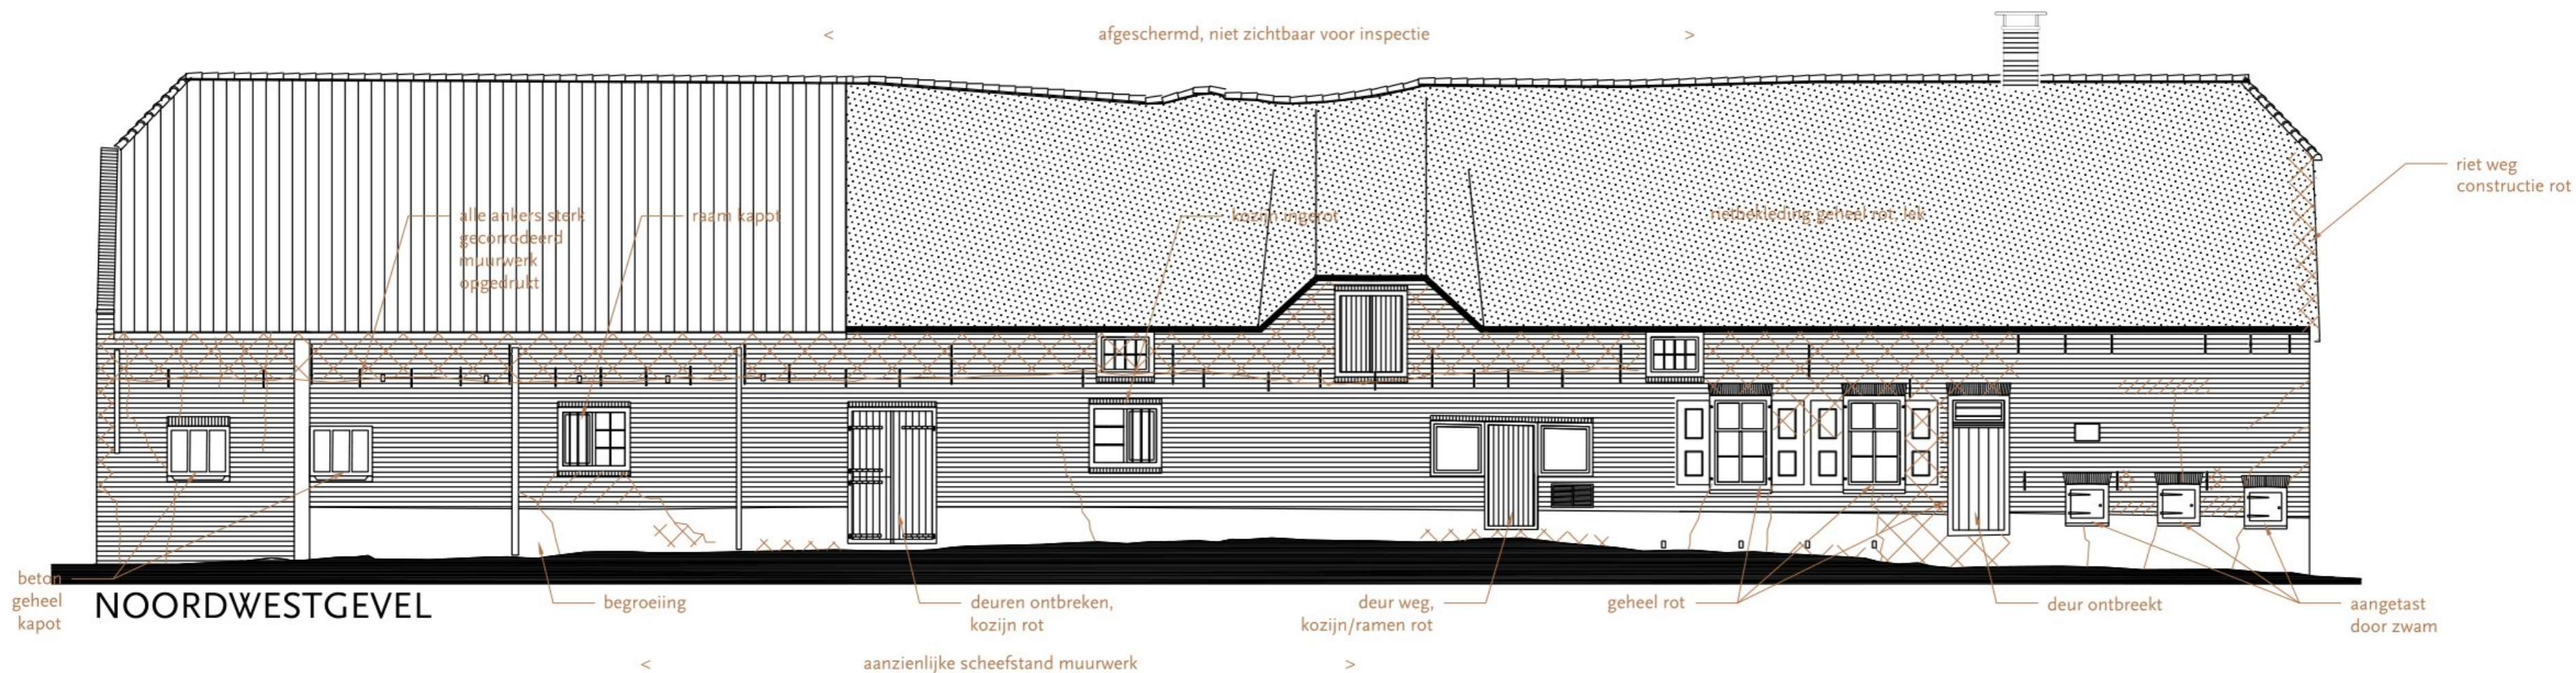 < afgeschermd, niet zichtbaar voor inspectie >
riet weg
constructie rot
alle ankers sterk
gecorrodeerd
muurwerk
opgedrukt
raam kapot
kozijn ingerot
rietbekleding geheel rot, lek
beton
geheel
kapot
NOORDWESTGEVEL
begroeiing
deuren ontbreken,
kozijn rot
deur weg,
kozijn/ramen rot
geheel rot
deur ontbreekt
aangetast
door zwam
< aanzienlijke scheefstand muurwerk >